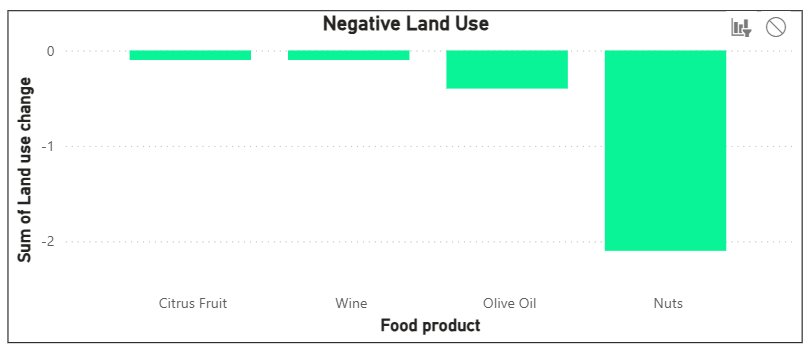 Negative Land Use
Sum of Land use change
0
-1
-2
Citrus Fruit
Wine
Olive Oil
Nuts
Food product